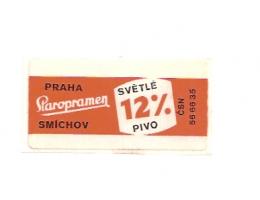 PRAHA
Staropramen
SMÍCHOV
SVĚTLÉ
12%
PIVO
ČSN
56 66 35